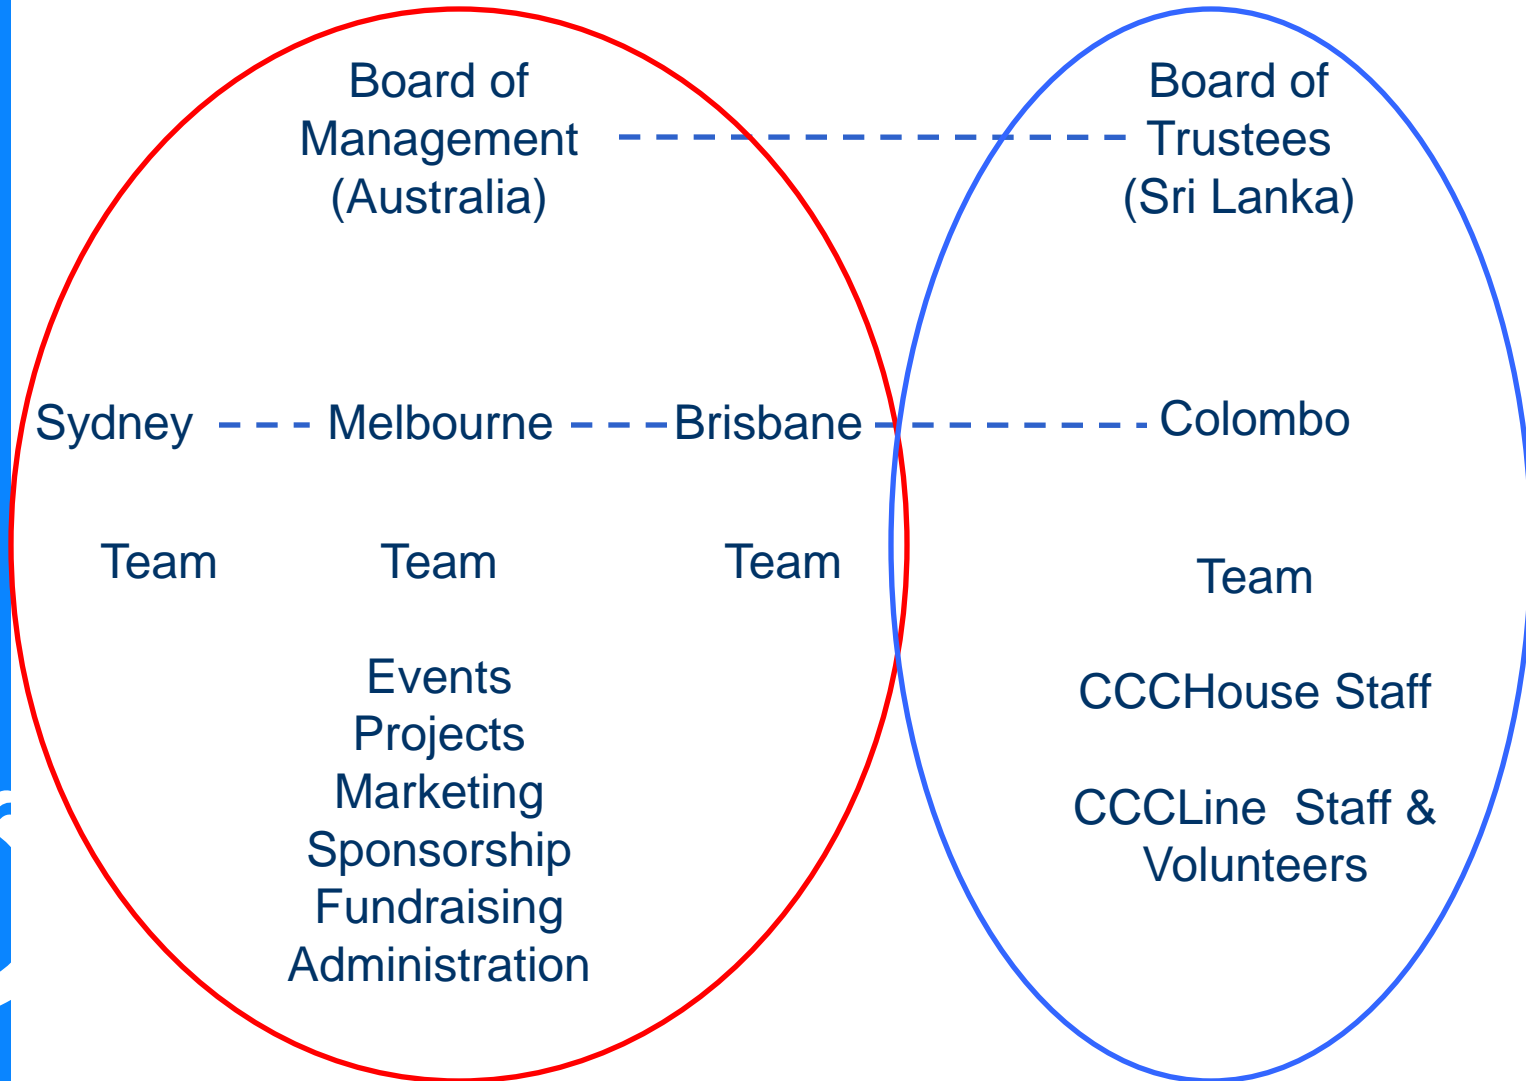 Board of
Management
(Australia)
Board of
Trustees
(Sri Lanka)
Sydney Melbourne Brisbane Colombo
Team Team Team Team
Events
Projects
Marketing
Sponsorship
Fundraising
Administration
CCCHouse Staff
CCCLine Staff &
Volunteers